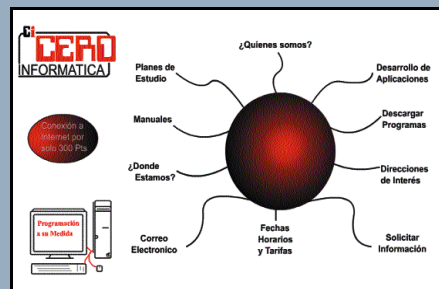 Ci
CERO
INFORMATICA
Conexión a
Internet por
solo 300 Pts
Programación
a su Medida
¿Quienes somos?
Planes de
Estudio
Desarrollo de
Aplicaciones
Manuales
Descargar
Programas
¿Donde
Estamos?
Direcciones
de Interés
Correo
Electronico
Fechas
Horarios
y Tarifas
Solicitar
Información